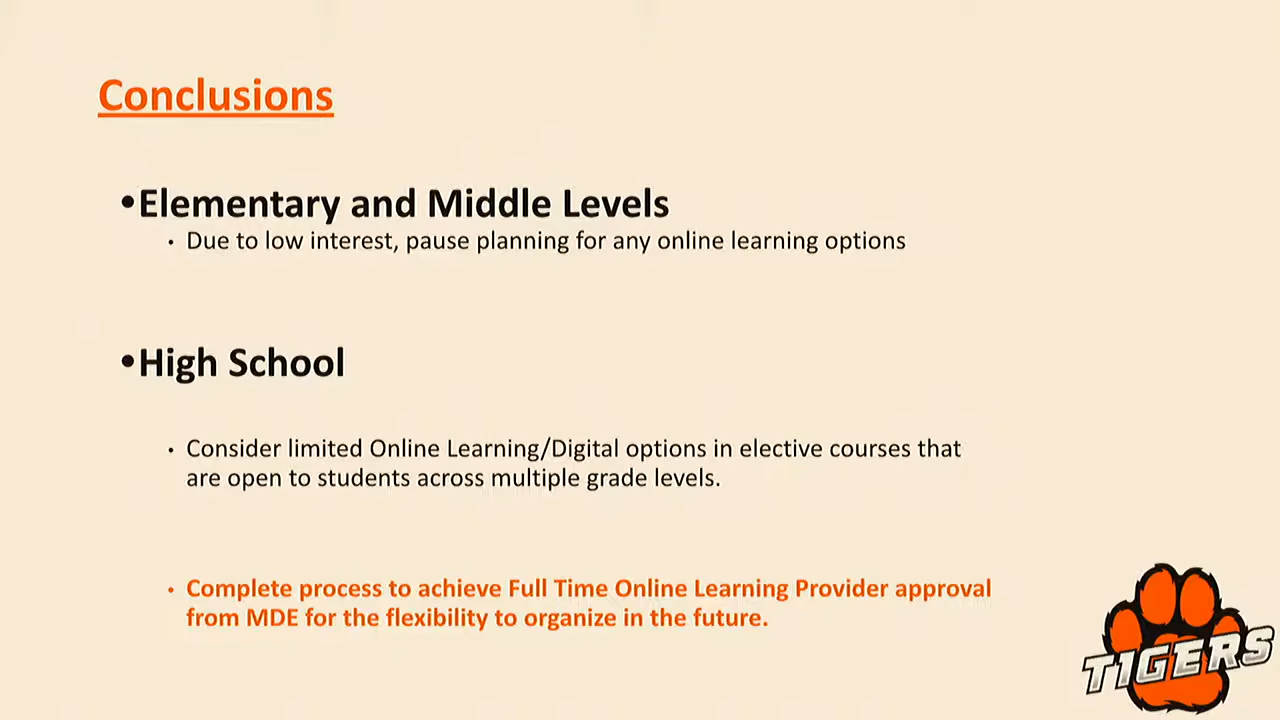 Conclusions
•Elementary and Middle Levels
• Due to low interest, pause planning for any online learning options
•High School
• Consider limited Online Learning/Digital options in elective courses that
are open to students across multiple grade levels.
• Complete process to achieve Full Time Online Learning Provider approval
from MDE for the flexibility to organize in the future.
TIGERS